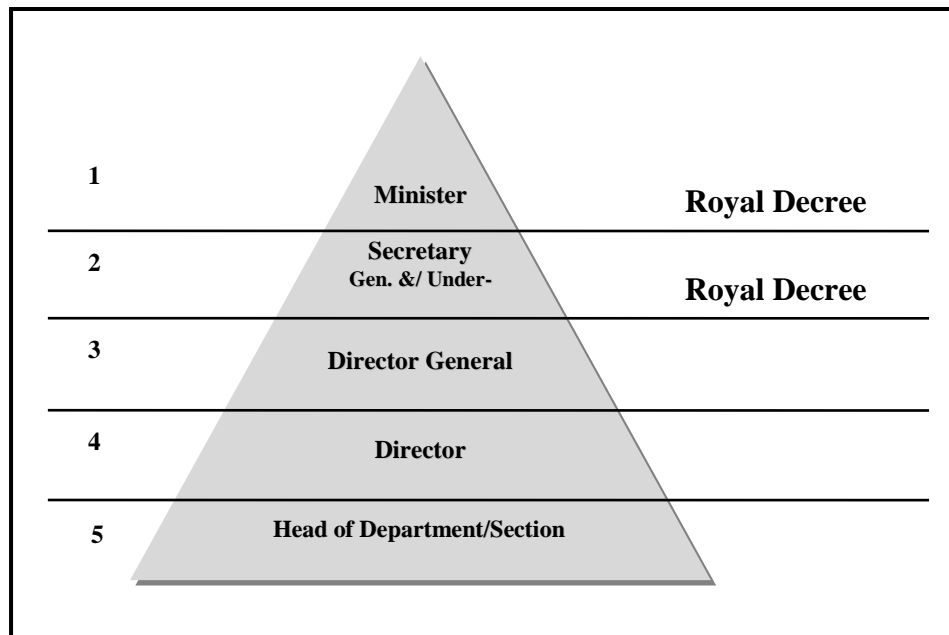 1
Minister
Royal Decree
2
Secretary
Gen. &/ Under-
Royal Decree
3
Director General
4
Director
5
Head of Department/Section